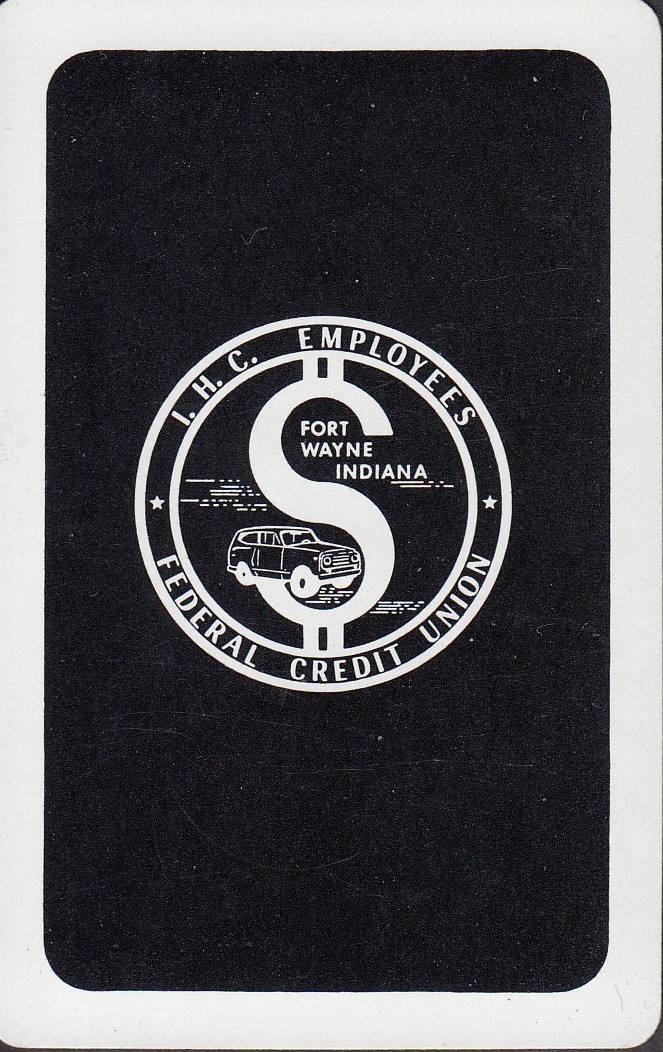 I. H. C. EMPLOYEES
FORT
WAYNE
INDIANA
FEDERAL CREDIT UNION